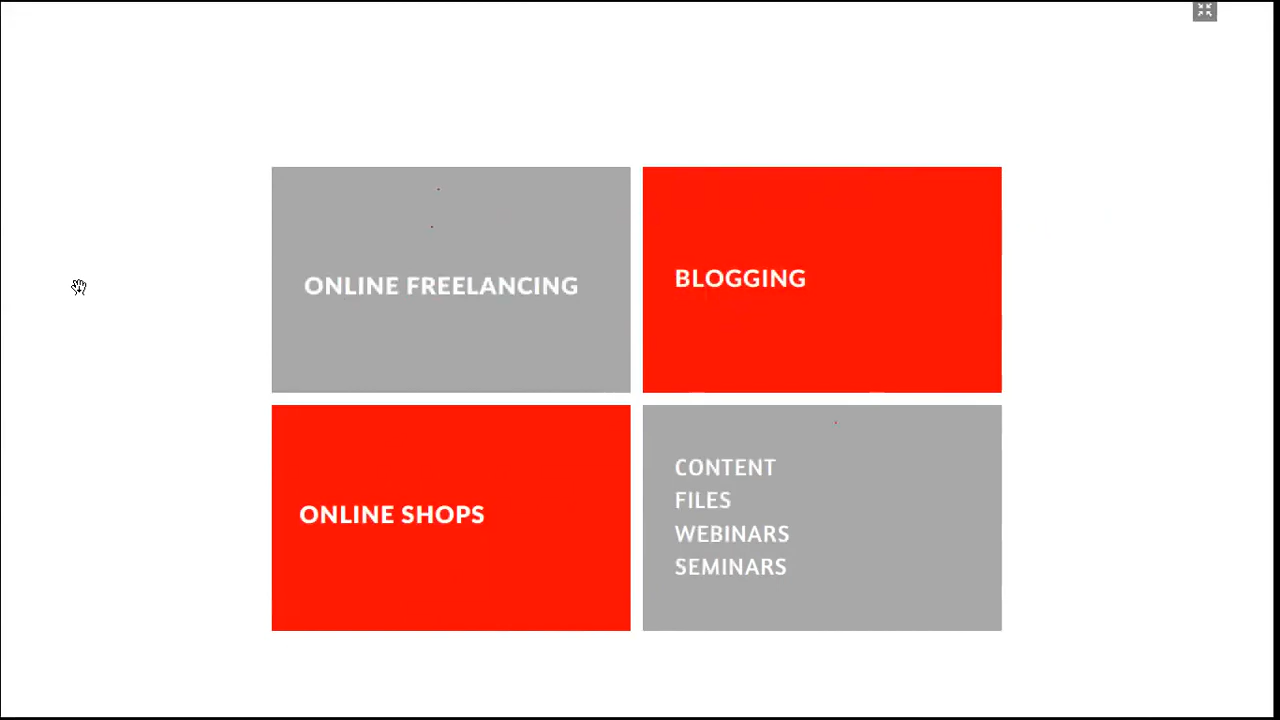 ONLINE FREELANCING
BLOGGING
ONLINE SHOPS
CONTENT
FILES
WEBINARS
SEMINARS